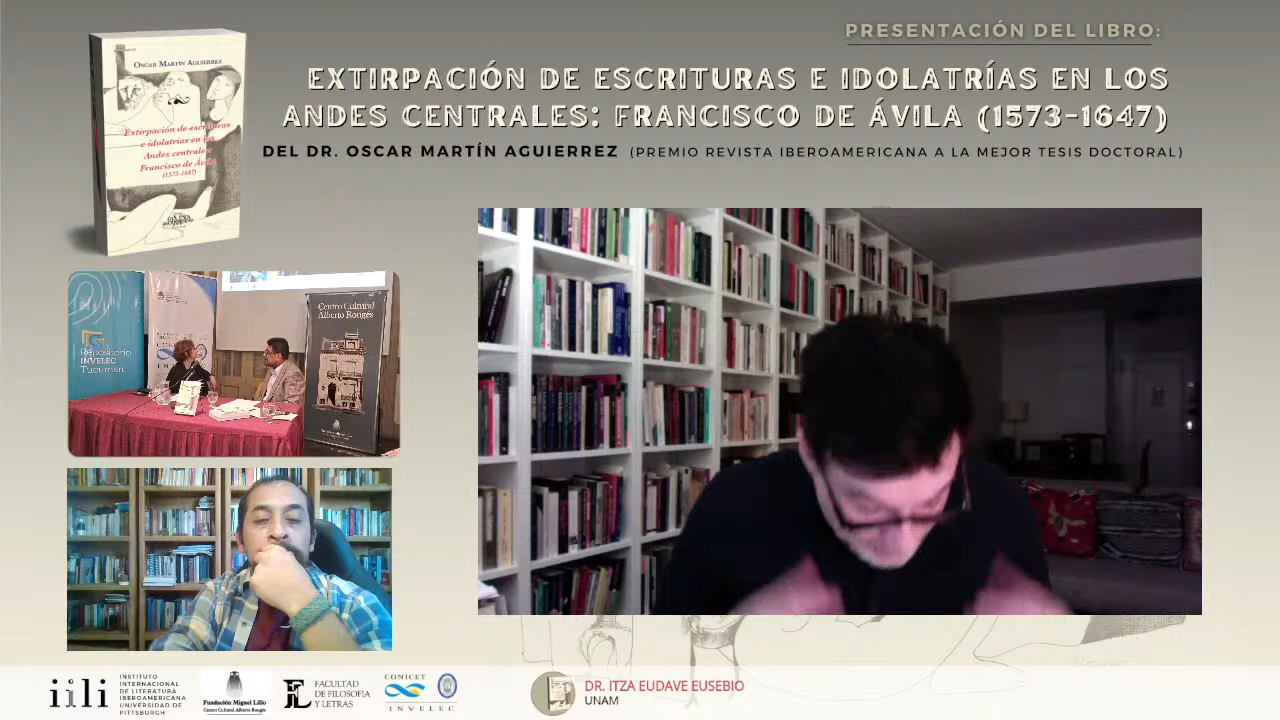 PRESENTACIÓN DEL LIBRO:
EXTIRPACIÓN DE ESCRITURAS E IDOLATRÍAS EN LOS
ANDES CENTRALES: FRANCISCO DE ÁVILA (1573-1647)
DEL DR. OSCAR MARTÍN AGUIERREZ (PREMIO REVISTA IBEROAMERICANA A LA MEJOR TESIS DOCTORAL)
OSCAR MARTÍN AGUIERREZ
Extirpación de escrituras
e idolatrías en los
Andes centrales:
Francisco de Ávila
(1573-1647)
Repositorio
INVELEC
Tucumán
Centro Cultural
Alberto Rougés
iili
INSTITUTO
INTERNACIONAL
DE LITERATURA
IBEROAMERICANA
UNIVERSIDAD DE
PITTSBURGH
Fundación Miguel Lillo
Centro Cultural Alberto Rougés
FACULTAD
DE FILOSOFÍA
Y LETRAS
CONICET
INVELEC
DR. ITZA EUDAVE EUSEBIO
UNAM